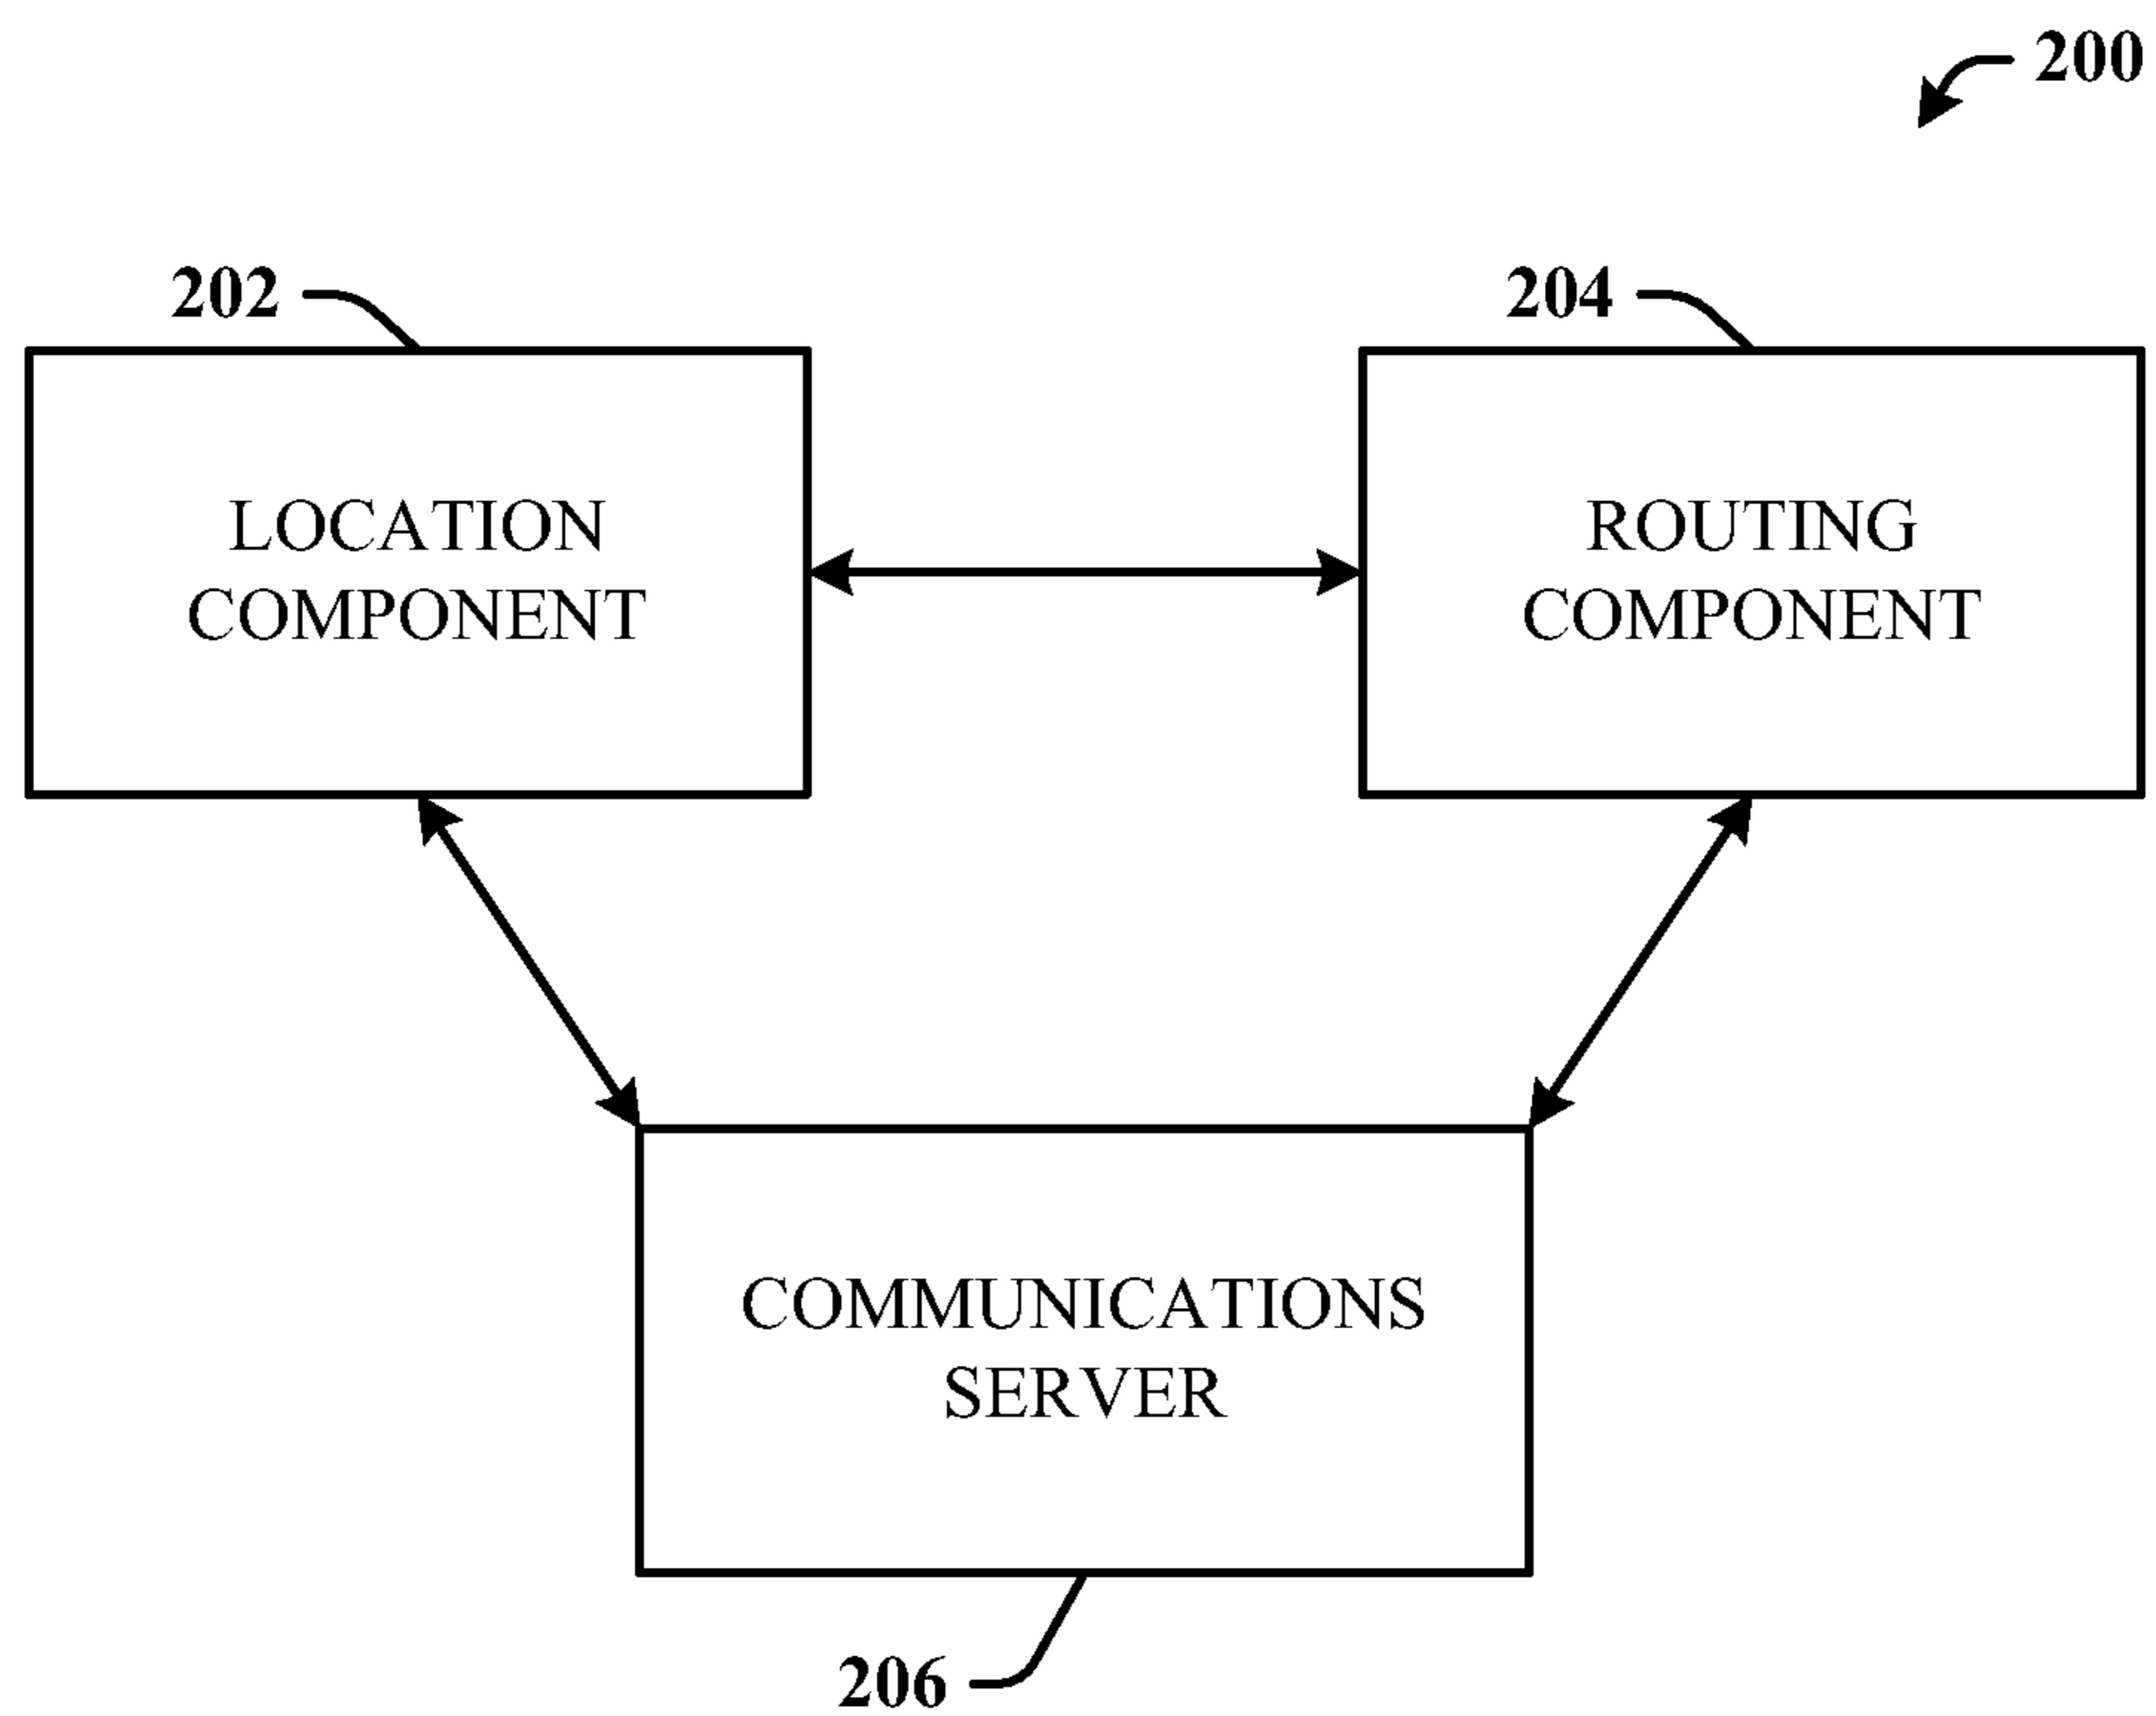 200
202
204
LOCATION
COMPONENT
ROUTING
COMPONENT
COMMUNICATIONS
SERVER
206